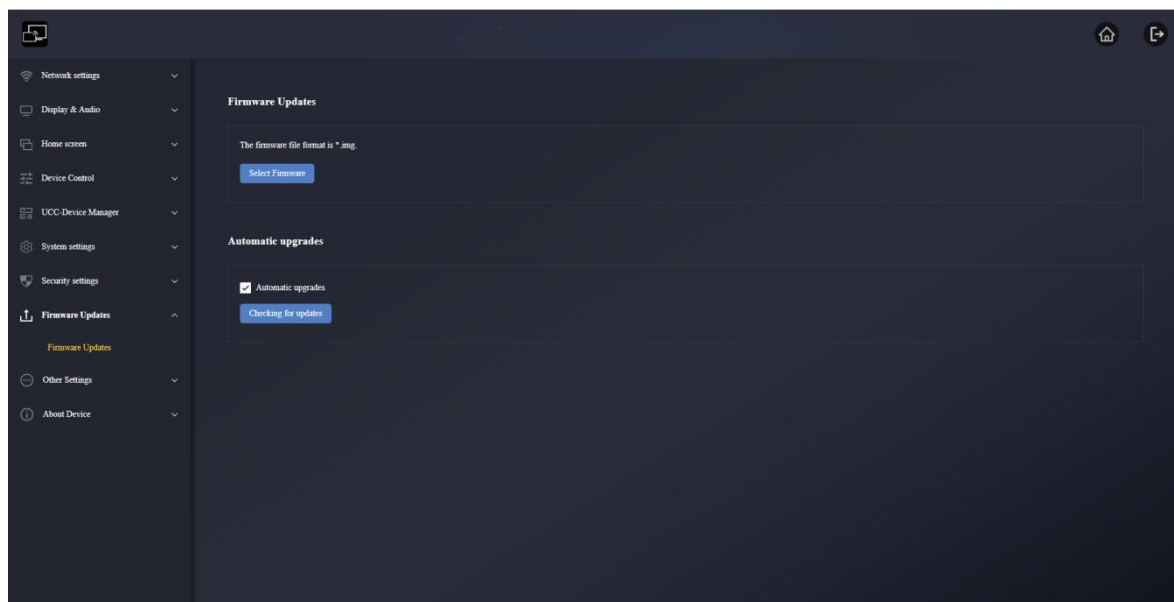 Network settings
Display & Audio
Home screen
Device Control
UCC-Device Manager
System settings
Security settings
Firmware Updates
Firmware Updates
Other Settings
About Device
Firmware Updates
The firmware file format is *.img.
Select Firmware
Automatic upgrades
Automatic upgrades
Checking for updates